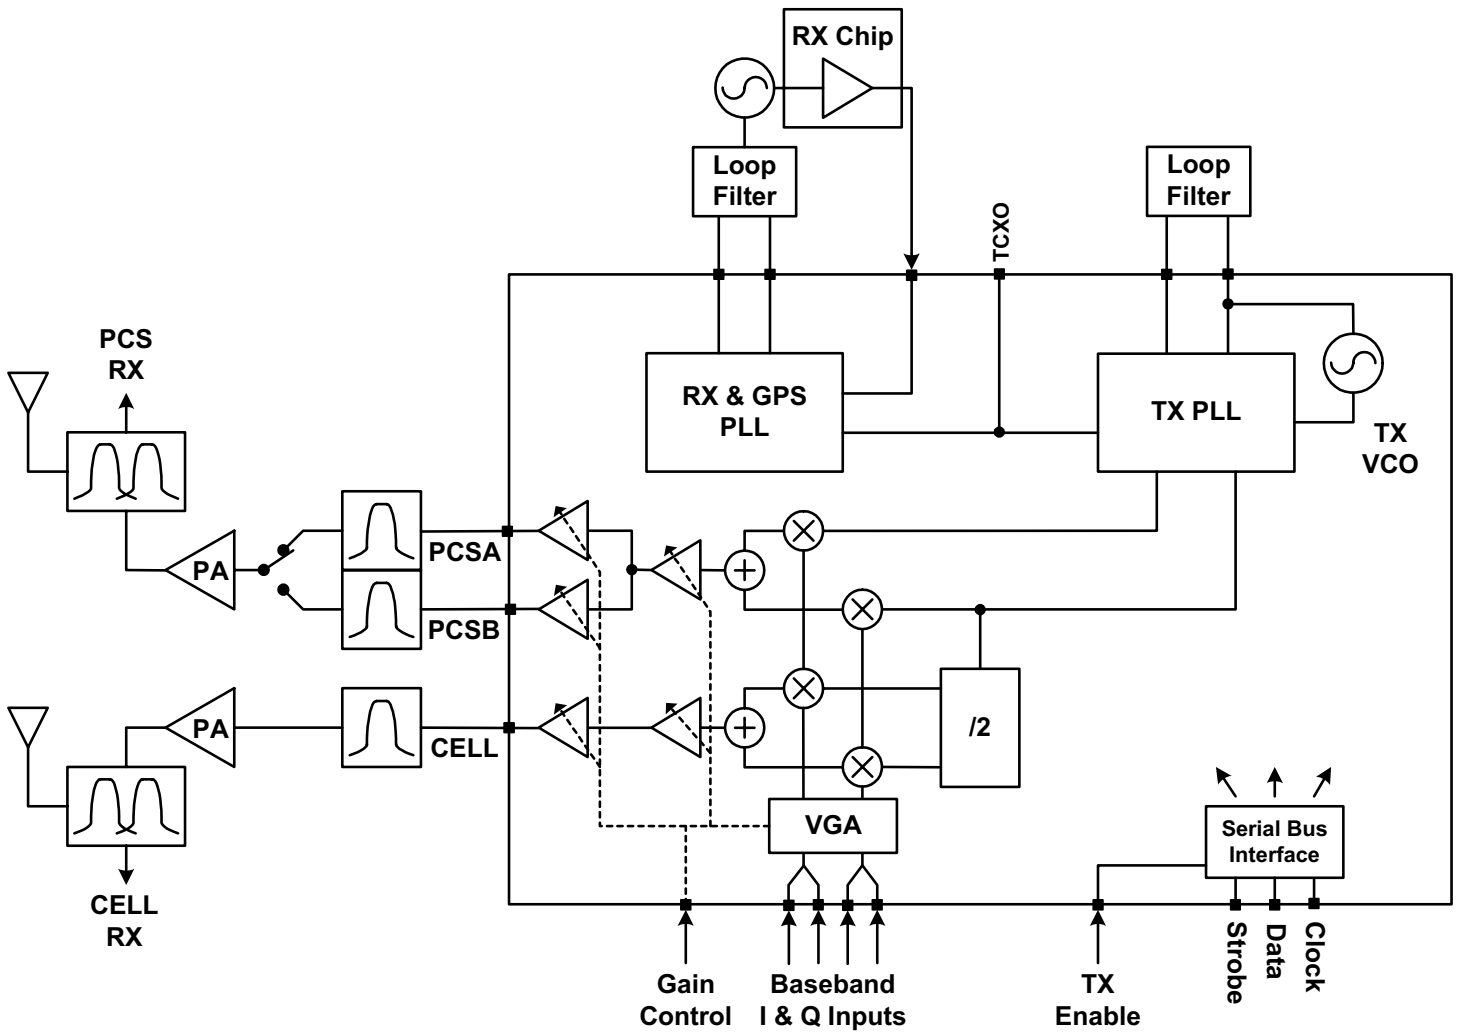 RX Chip
Loop
Filter
TCXO
Loop
Filter
PCS
RX
RX & GPS
PLL
TX PLL
TX
VCO
PA
PCSA
PCSB
PA
CELL
/2
VGA
Serial Bus
Interface
CELL
RX
Gain
Control
Baseband
I & Q Inputs
TX
Enable
Strobe
Data
Clock